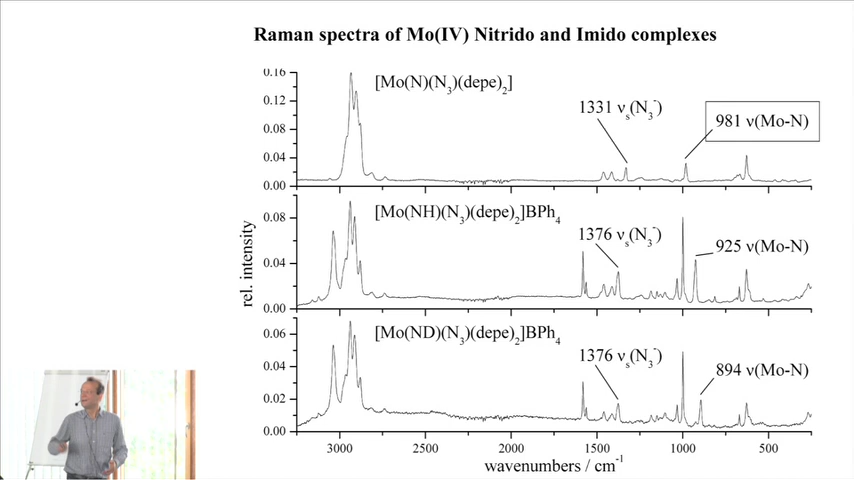 Raman spectra of Mo(IV) Nitrido and Imido complexes
[Mo(N)(N₃)(depe)₂]
1331 νₛ(N₃⁻)
981 ν(Mo-N)
0.16
0.12
0.08
0.04
0.00
[Mo(NH)(N₃)(depe)₂]BPh₄
1376 νₛ(N₃⁻)
925 ν(Mo-N)
0.08
0.04
0.00
[Mo(ND)(N₃)(depe)₂]BPh₄
1376 νₛ(N₃⁻)
894 ν(Mo-N)
0.06
0.04
0.02
0.00
rel. intensity
3000 2500 2000 1500 1000 500
wavenumbers / cm⁻¹